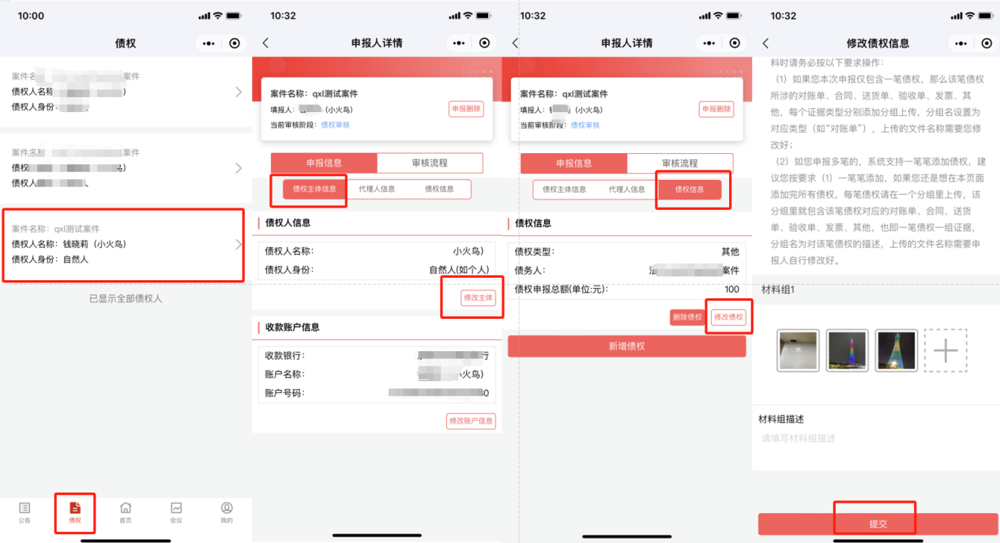 10:00
债权
案件名 案件
债权人名称 )
债权人身份:
案件名称 案件
债权 )
债权人 、
案件名称: qxl测试案件
债权人名称: 钱晓莉（小火鸟）
债权人身份: 自然人
已显示全部债权人
公告
债权
首页
会议
我的
10:32
申报人详情
案件名称: qxl测试案件
填报人: （小火鸟）
当前审核阶段: 债权审核
申报删除
申报信息
审核流程
债权主体信息
代理人信息
债权信息
债权人信息
债权人名称: 小火鸟）
债权人身份: 自然人(如个人)
修改主体
收款账户信息
收款银行: 行
账户名称: 小火鸟）
账户号码: 0
修改账户信息
10:32
申报人详情
案件名称: qxl测试案件
填报人: （小火鸟）
当前审核阶段: 债权审核
申报删除
申报信息
审核流程
债权主体信息
代理人信息
债权信息
债权信息
债权类型: 其他
债务人: 案件
债权申报总额(单位:元): 100
删除债权
修改债权
新增债权
10:32
修改债权信息
料时请务必按以下要求操作:
（1）如果您本次申报仅包含一笔债权，那么该笔债权
所涉的对账单、合同、送货单、验收单、发票、其
他，每个证据类型分别添加分组上传，分组名设置为
对应类型（如“对账单”），上传的文件名称需要您修
改好；
（2）如您申报多笔的，系统支持一笔笔添加债权，建
议您按要求（1）一笔笔添加，如果您还是想在本页面
添加完所有债权，每笔债权请在一个分组里上传，该
分组里就包含该笔债权对应的对账单、合同、送货
单、验收单、发票、其他，也即一笔债权一组证据，
分组名为对该笔债权的描述，上传的文件名称需要申
报人自行修改好。
材料组1
材料组描述
请填写材料组描述
提交